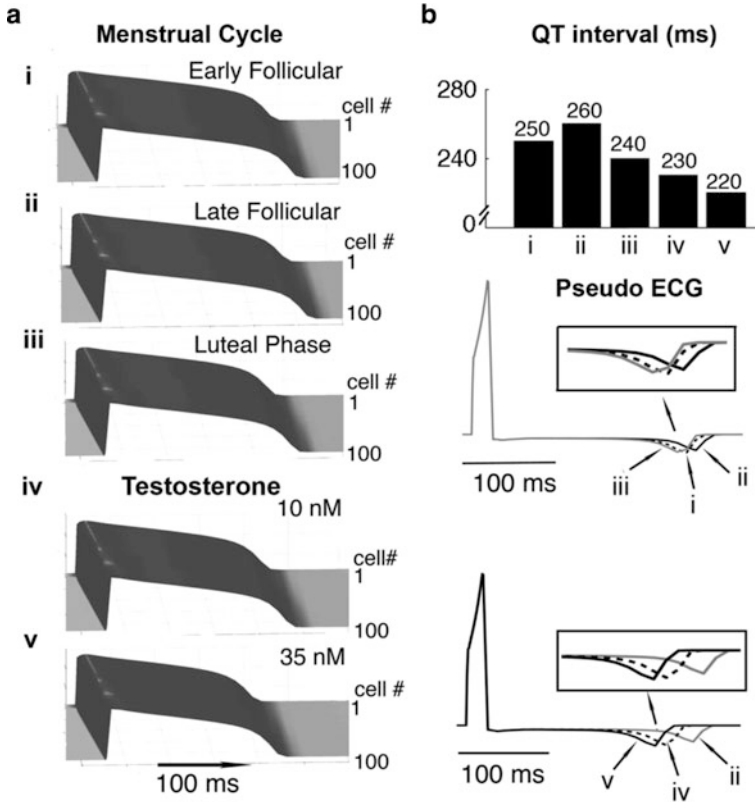 a
Menstrual Cycle
i
Early Follicular
cell #
1
100
ii
Late Follicular
cell #
1
100
iii
Luteal Phase
cell #
1
100
iv
Testosterone
10 nM
cell#
1
100
v
35 nM
cell #
1
100
100 ms
b
QT interval (ms)
280
240
0
250
260
240
230
220
i
ii
iii
iv
v
Pseudo ECG
100 ms
iii
i
ii
100 ms
v
iv
ii